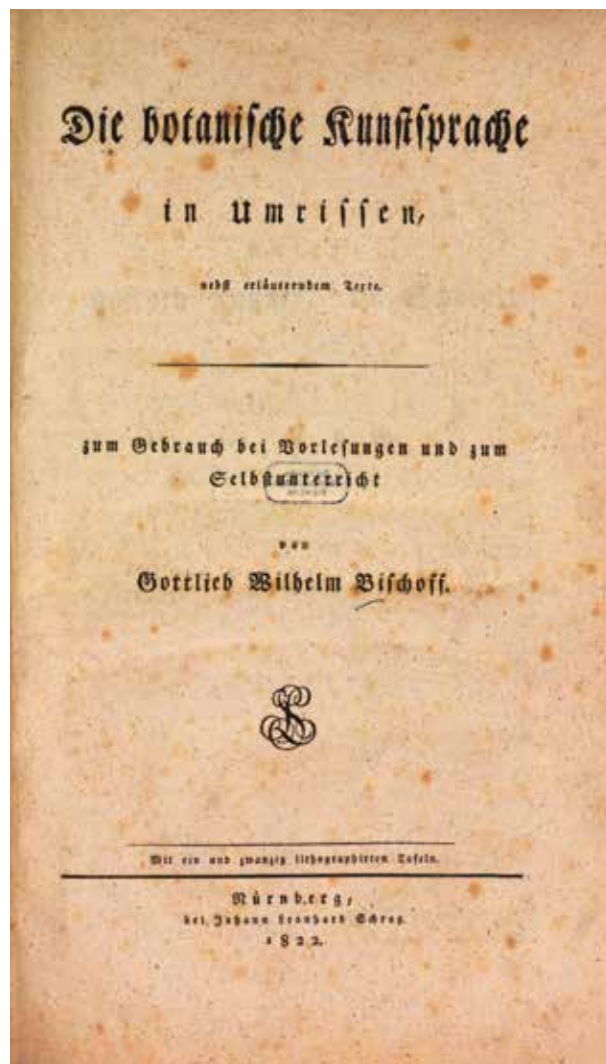 Die botanische Kunstsprache
in Umrissen,
nebst erläuterndem Texte.
zum Gebrauch bei Vorlesungen und zum
Selbstunterricht
von
Gottlieb Wilhelm Bischoff.
Mit ein und zwanzig lithographirten Tafeln.
Nürnberg,
bei Johann Leonhard Schrag.
1822.